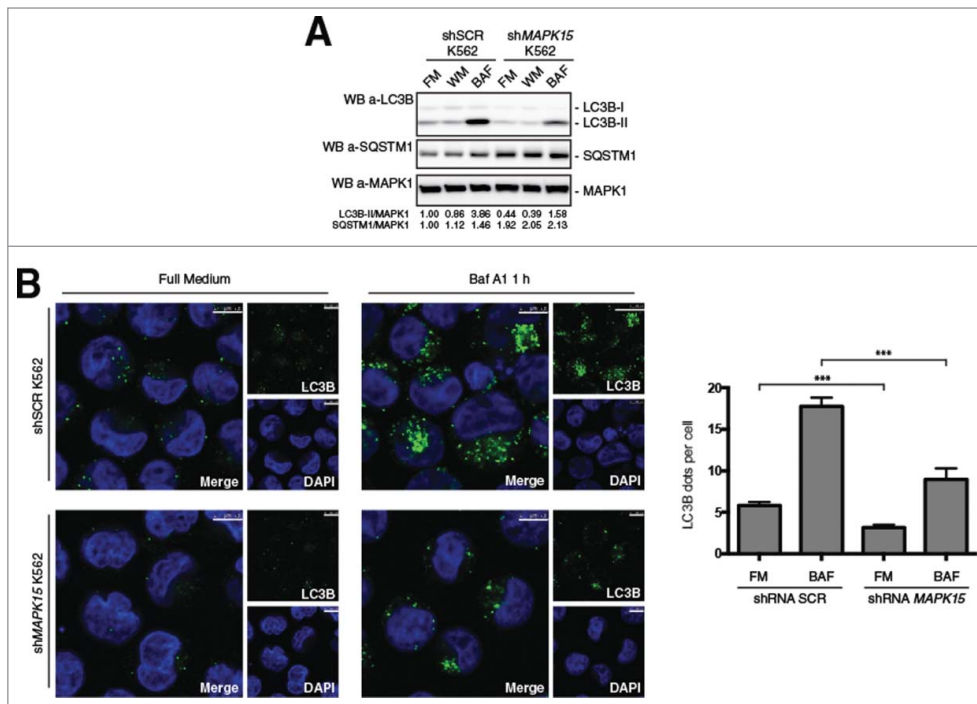 A
shSCR shMAPK15
K562 K562
FM WM BAF FM WM BAF
WB a-LC3B
- LC3B-I
- LC3B-II
WB a-SQSTM1
- SQSTM1
WB a-MAPK1
- MAPK1
LC3B-II/MAPK1 1.00 0.86 3.86 0.44 0.39 1.58
SQSTM1/MAPK1 1.00 1.12 1.46 1.92 2.05 2.13
B
Full Medium Baf A1 1 h
shSCR K562
LC3B LC3B
Merge DAPI Merge DAPI
shMAPK15 K562
LC3B LC3B
Merge DAPI Merge DAPI
LC3B dots per cell
20
15
10
5
0
*** ***
FM BAF FM BAF
shRNA SCR shRNA MAPK15